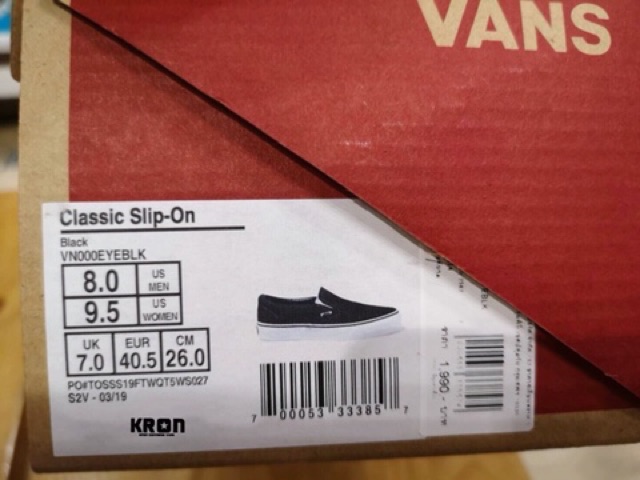 VANS
Classic Slip-On
Black
VN000EYEBLK
8.0 US MEN
9.5 US WOMEN
UK 7.0 EUR 40.5 CM 26.0
PO#TOSSS19FTWQT5WS027
S2V - 03/19
KRON
7 00053 33385 7
1,990